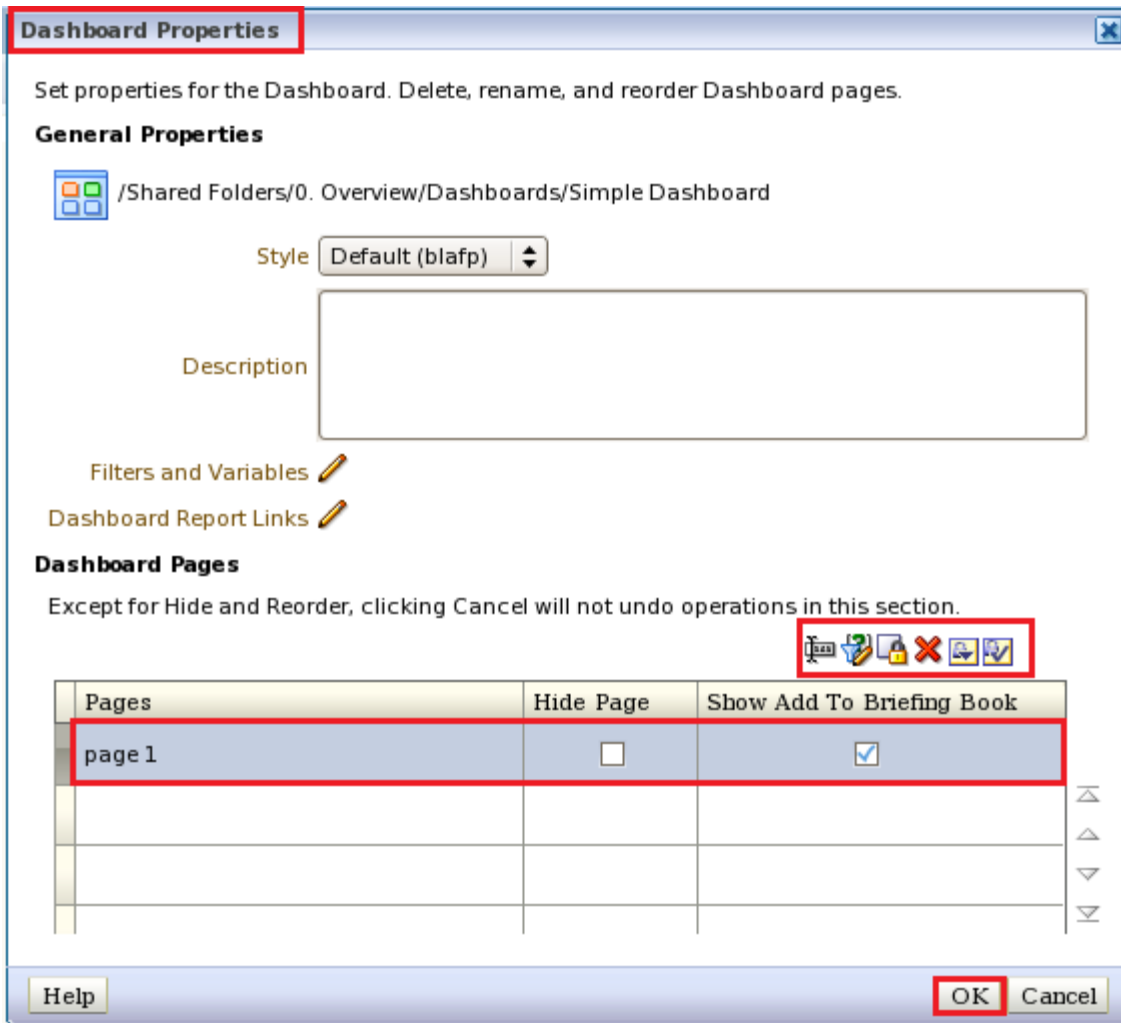 Dashboard Properties
Set properties for the Dashboard. Delete, rename, and reorder Dashboard pages.
General Properties
/Shared Folders/0. Overview/Dashboards/Simple Dashboard
Style Default (blafp)
Description
Filters and Variables
Dashboard Report Links
Dashboard Pages
Except for Hide and Reorder, clicking Cancel will not undo operations in this section.
Pages Hide Page Show Add To Briefing Book
page 1
Help OK Cancel